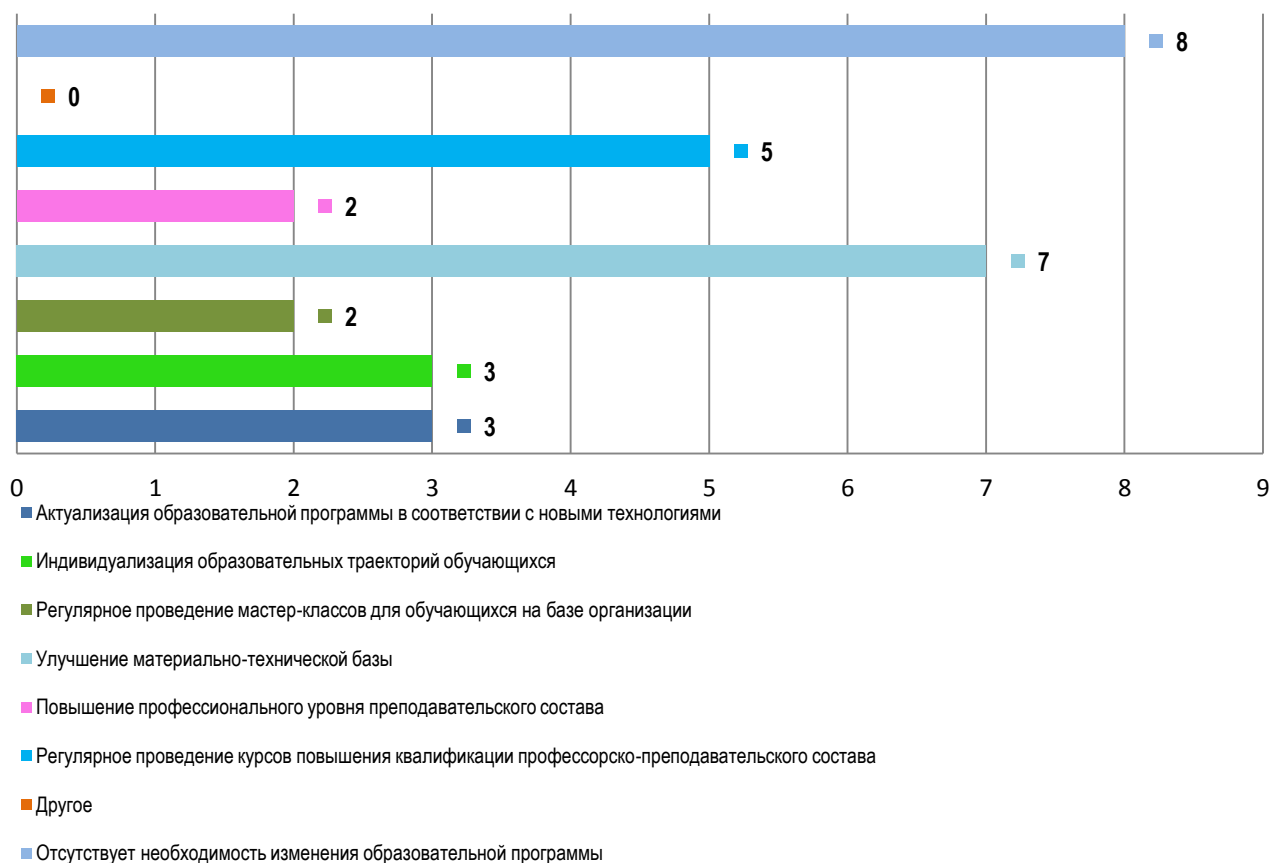 8
0
5
2
7
2
3
3
0 1 2 3 4 5 6 7 8 9
Актуализация образовательной программы в соответствии с новыми технологиями
Индивидуализация образовательных траекторий обучающихся
Регулярное проведение мастер-классов для обучающихся на базе организации
Улучшение материально-технической базы
Повышение профессионального уровня преподавательского состава
Регулярное проведение курсов повышения квалификации профессорско-преподавательского состава
Другое
Отсутствует необходимость изменения образовательной программы